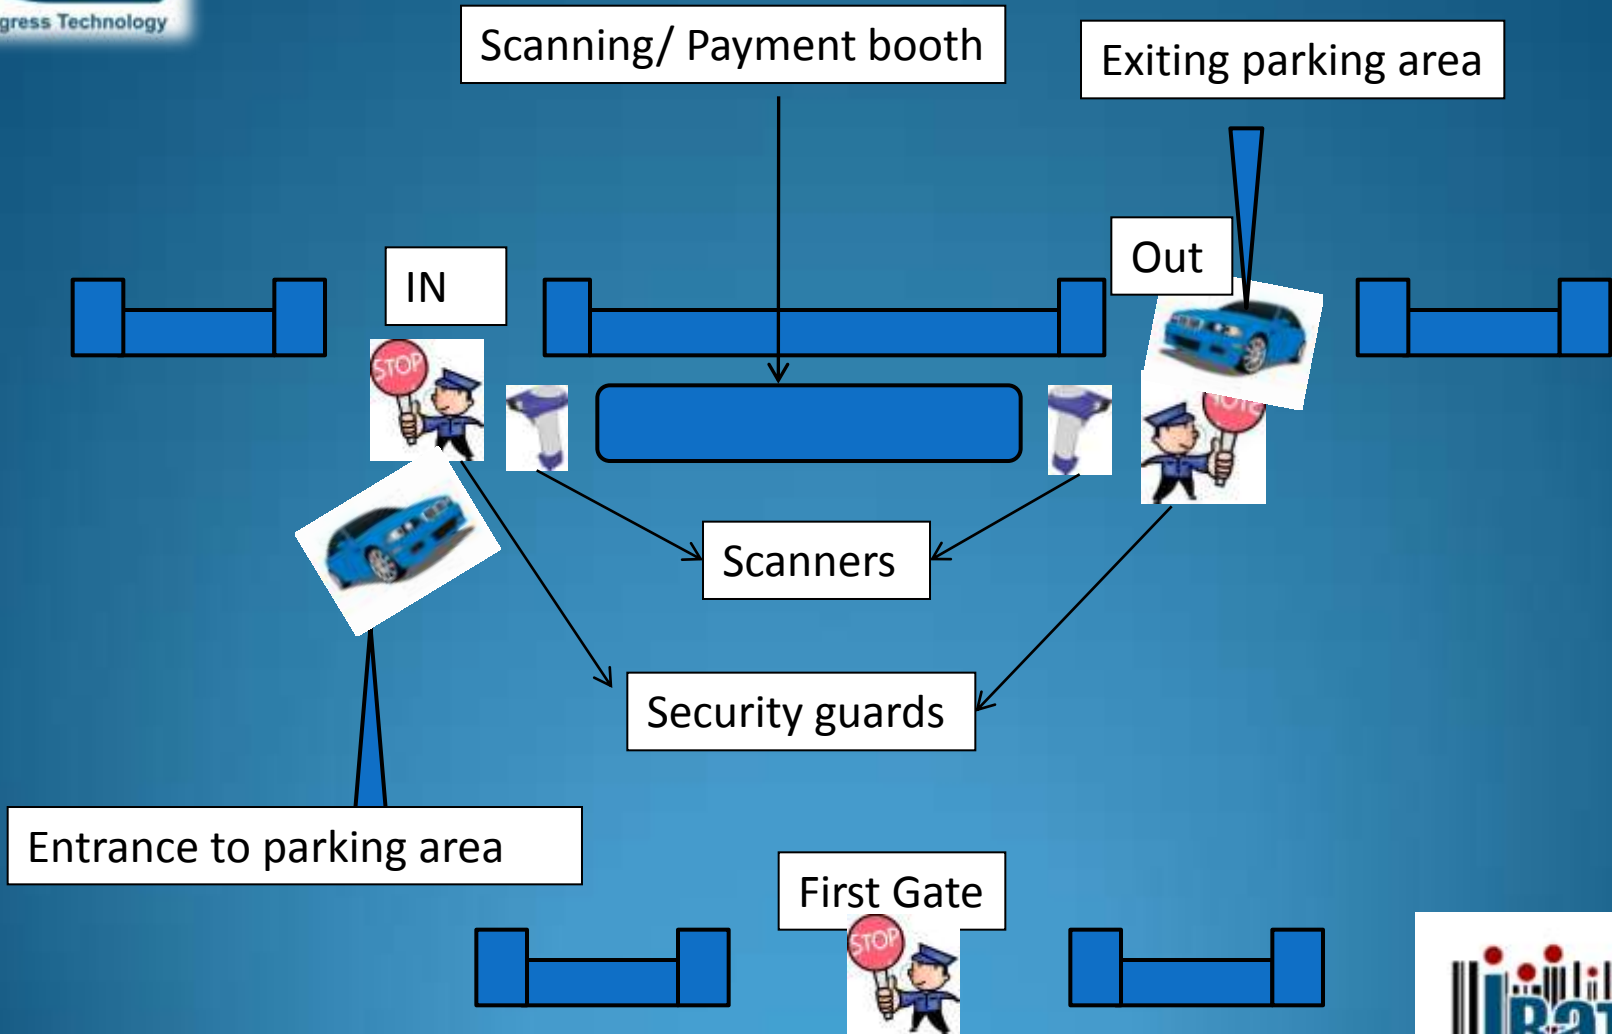 gress Technology
Scanning/ Payment booth
Exiting parking area
IN
Out
STOP
Scanners
Security guards
Entrance to parking area
First Gate
STOP